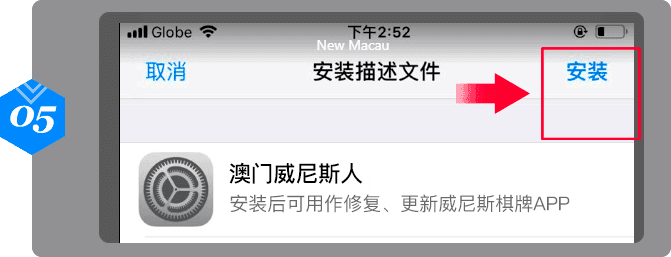 Globe 下午2:52
New Macau
取消 安装描述文件 安装
05
澳门威尼斯人
安装后可用作修复、更新威尼斯棋牌APP